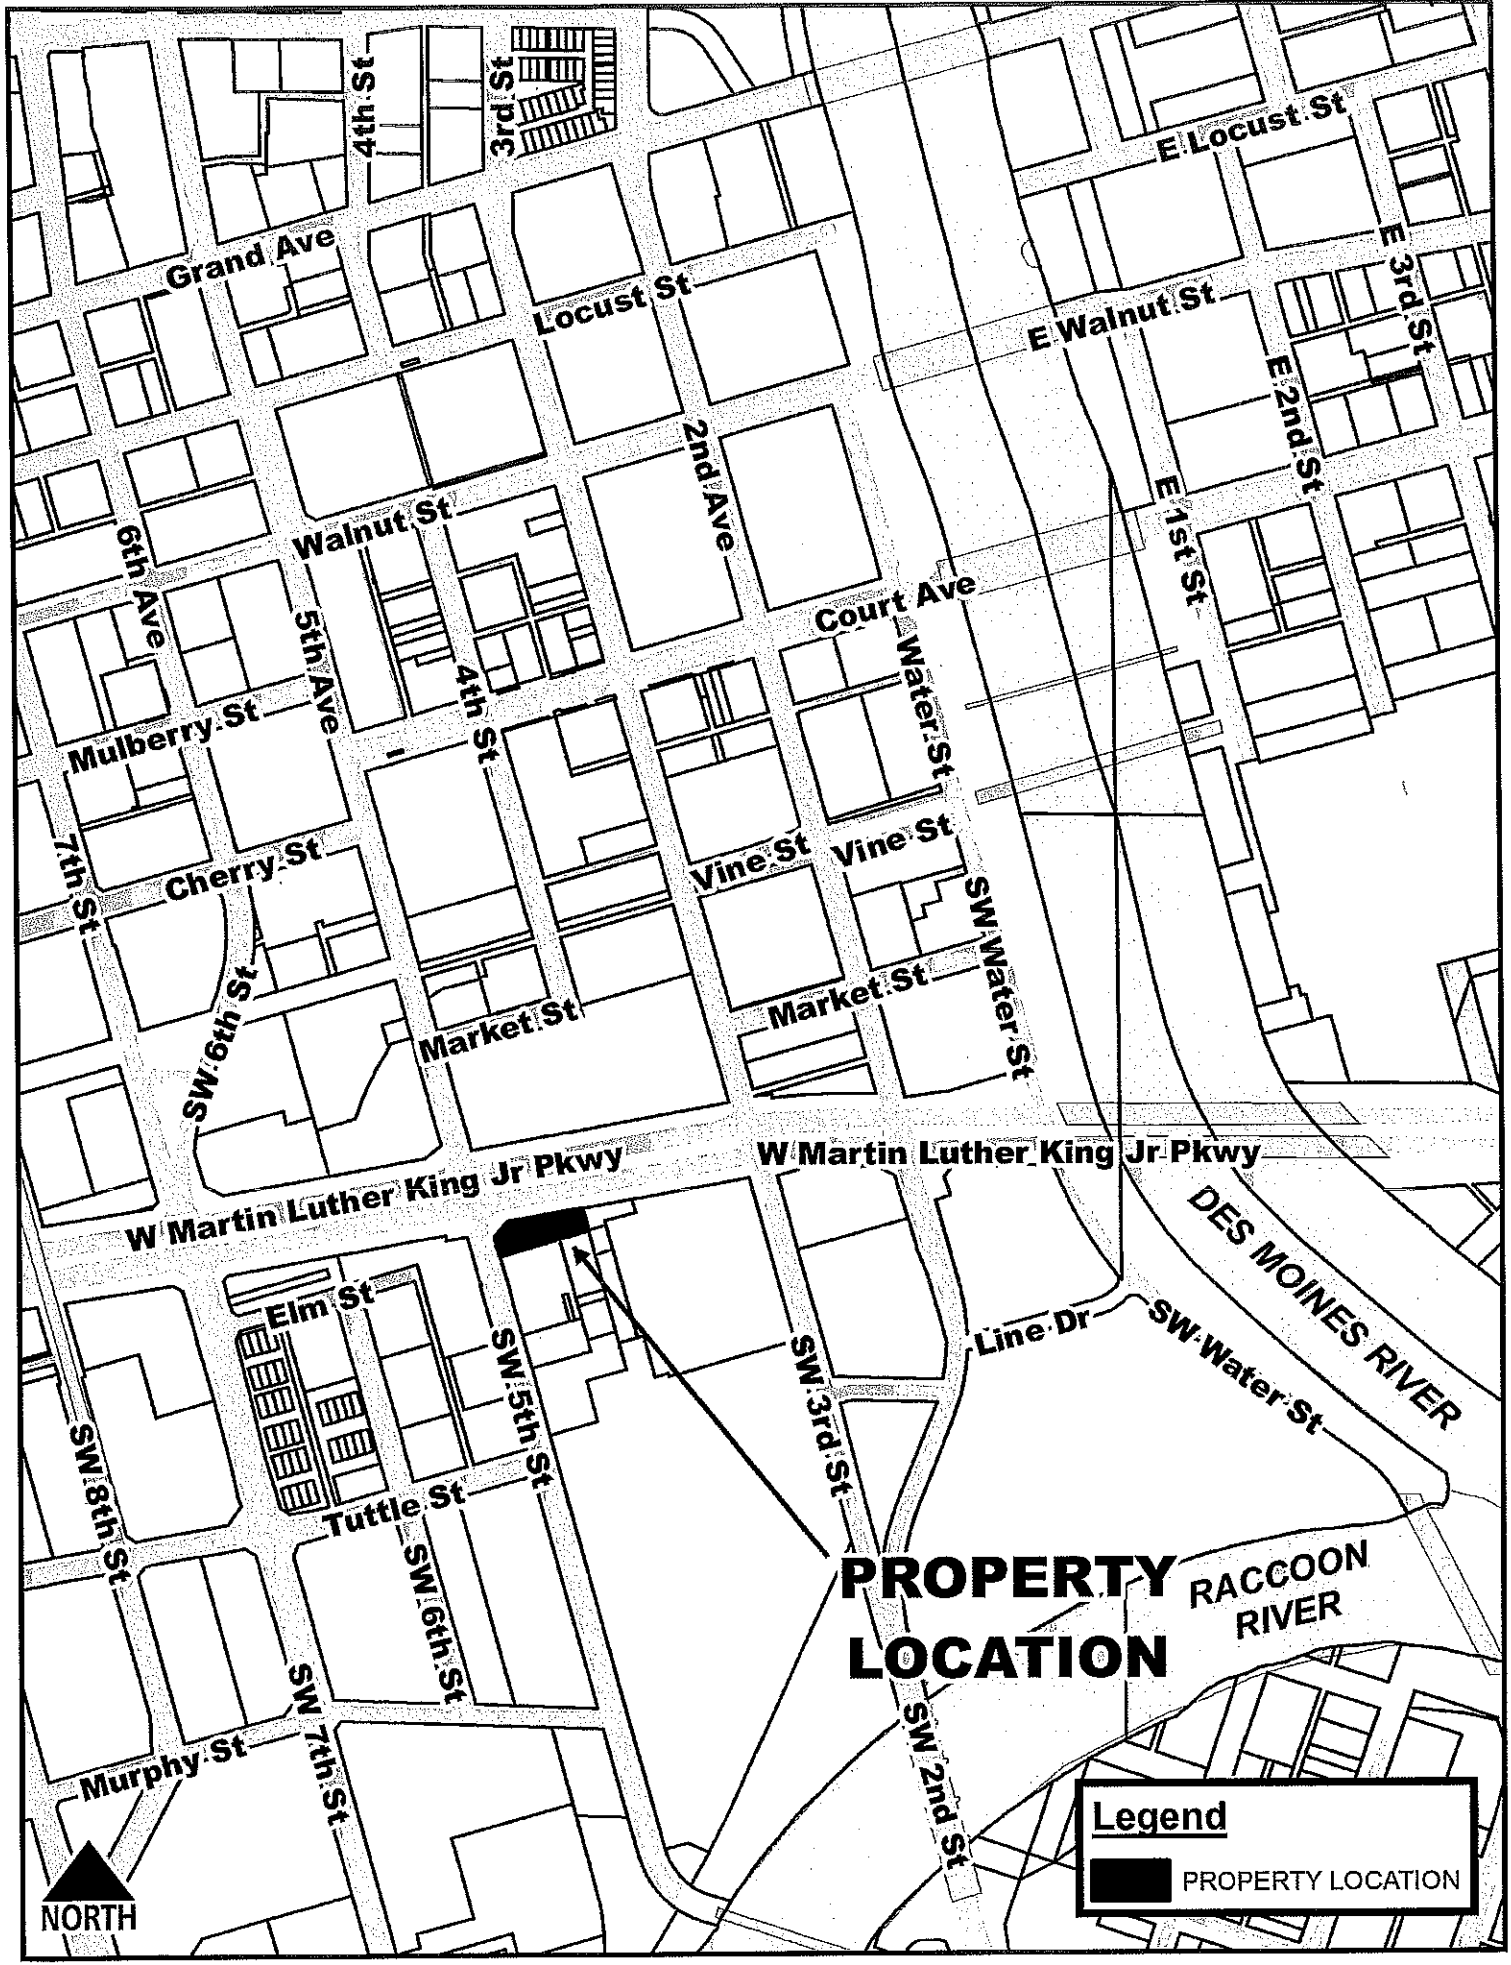 4th St
3rd St
E Locust St
Grand Ave
E 3rd St
Locust St
E Walnut St
E 2nd St
2nd Ave
Walnut St
E 1st St
6th Ave
5th Ave
Court Ave
Water St
4th St
Mulberry St
7th St
Cherry St
Vine St
Vine St
SW Water St
SW 6th St
Market St
Market St
W Martin Luther King Jr Pkwy
W Martin Luther King Jr Pkwy
DES MOINES RIVER
Elm St
Line Dr
SW Water St
SW 5th St
SW 3rd St
SW 8th St
Tuttle St
SW 6th St
PROPERTY
LOCATION
RACCOON
RIVER
SW 7th St
SW 2nd St
Murphy St
NORTH
Legend
PROPERTY LOCATION